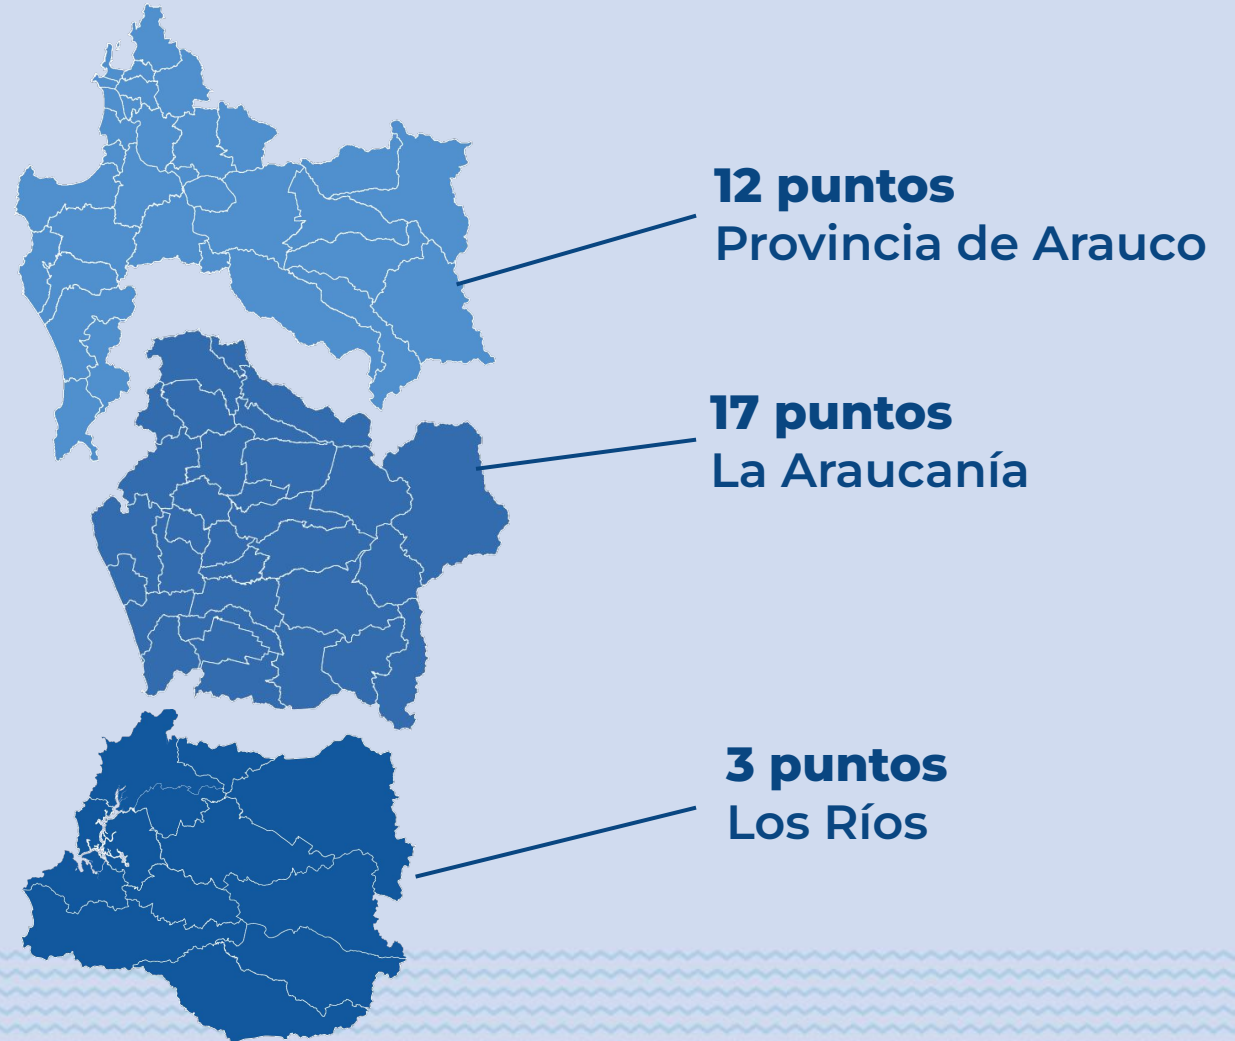 12 puntos
Provincia de Arauco
17 puntos
La Araucanía
3 puntos
Los Ríos